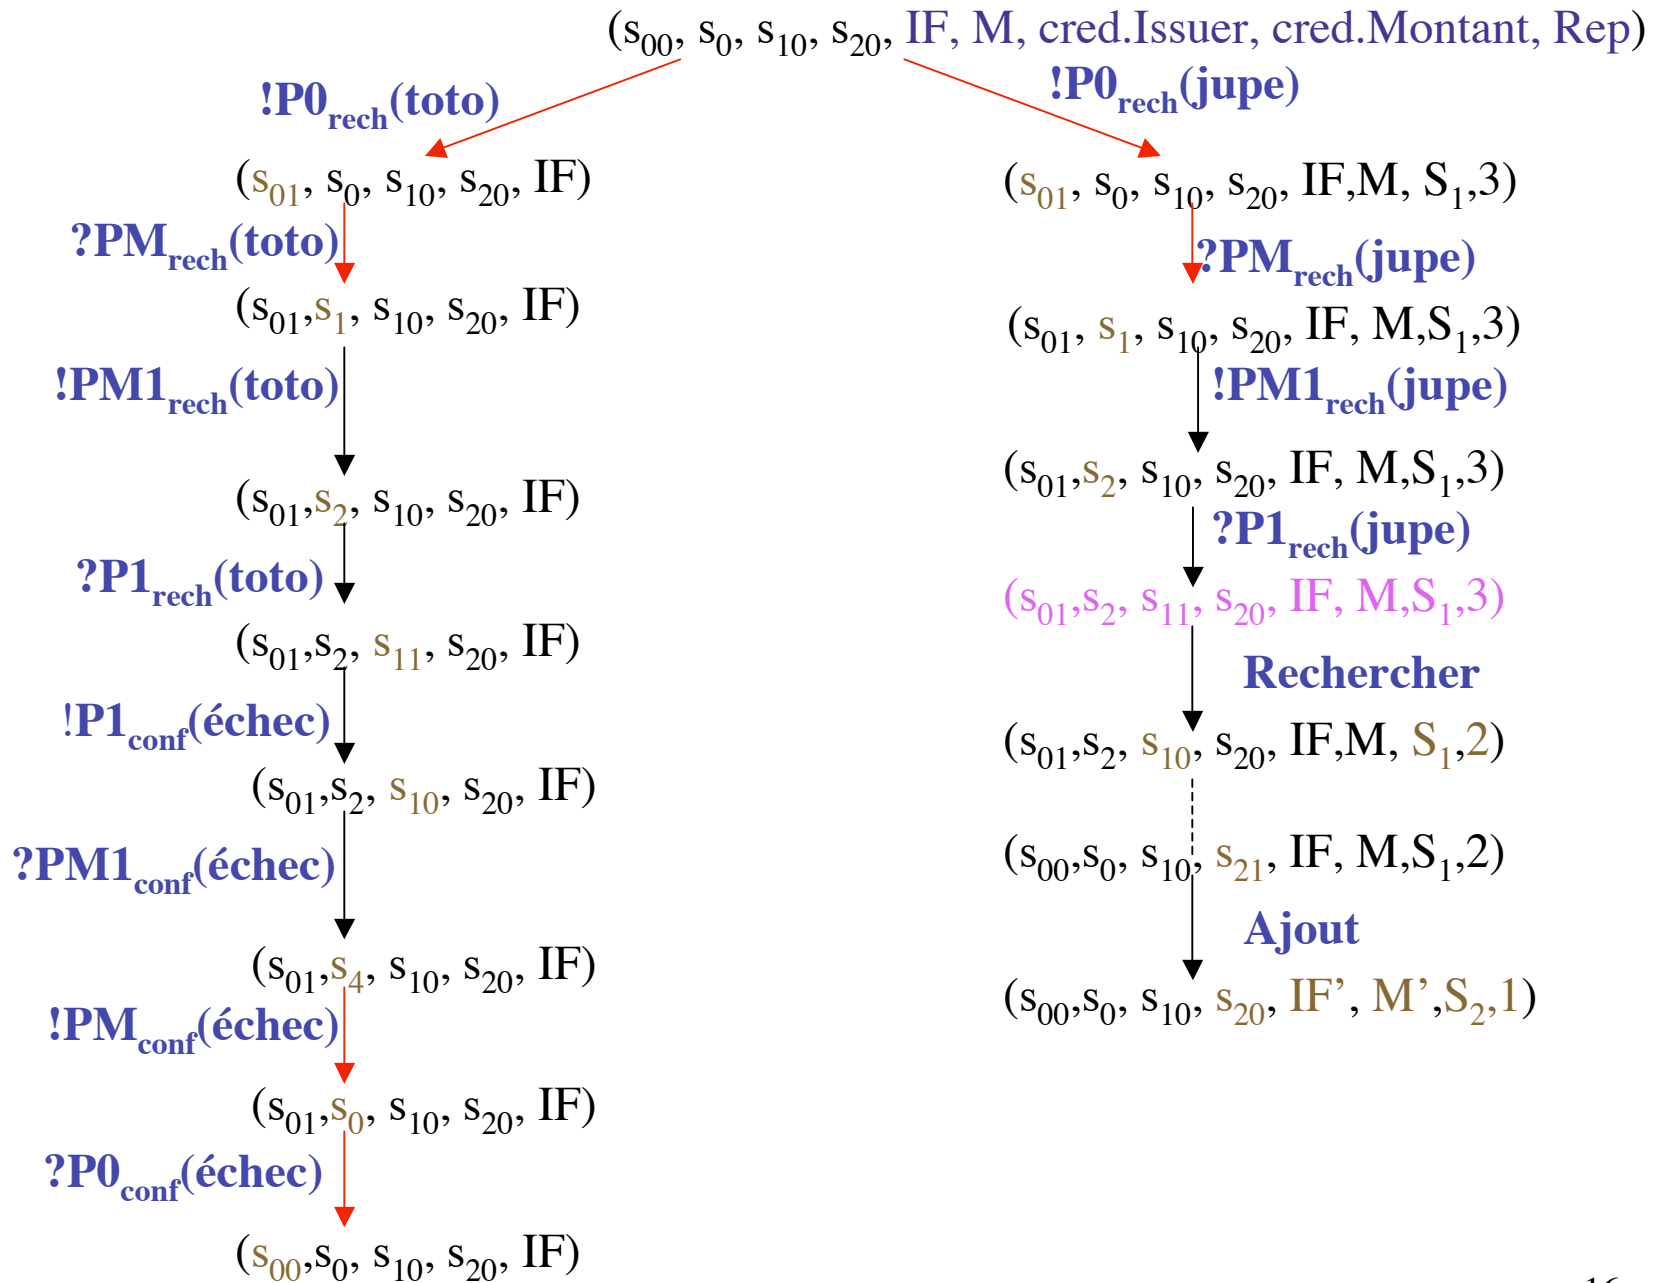 (s00, s0, s10, s20, IF, M, cred.Issuer, cred.Montant, Rep)
!P0rech(toto)
!P0rech(jupe)
(s01, s0, s10, s20, IF)
(s01, s0, s10, s20, IF,M, S1,3)
?PMrech(toto)
?PMrech(jupe)
(s01,s1, s10, s20, IF)
(s01, s1, s10, s20, IF, M,S1,3)
!PM1rech(toto)
!PM1rech(jupe)
(s01,s2, s10, s20, IF)
(s01,s2, s10, s20, IF, M,S1,3)
?P1rech(toto)
?P1rech(jupe)
(s01,s2, s11, s20, IF)
(s01,s2, s11, s20, IF, M,S1,3)
!P1conf(échec)
Rechercher
(s01,s2, s10, s20, IF)
(s01,s2, s10, s20, IF,M, S1,2)
?PM1conf(échec)
(s00,s0, s10, s21, IF, M,S1,2)
Ajout
(s01,s4, s10, s20, IF)
(s00,s0, s10, s20, IF’, M’,S2,1)
!PMconf(échec)
(s01,s0, s10, s20, IF)
?P0conf(échec)
(s00,s0, s10, s20, IF)